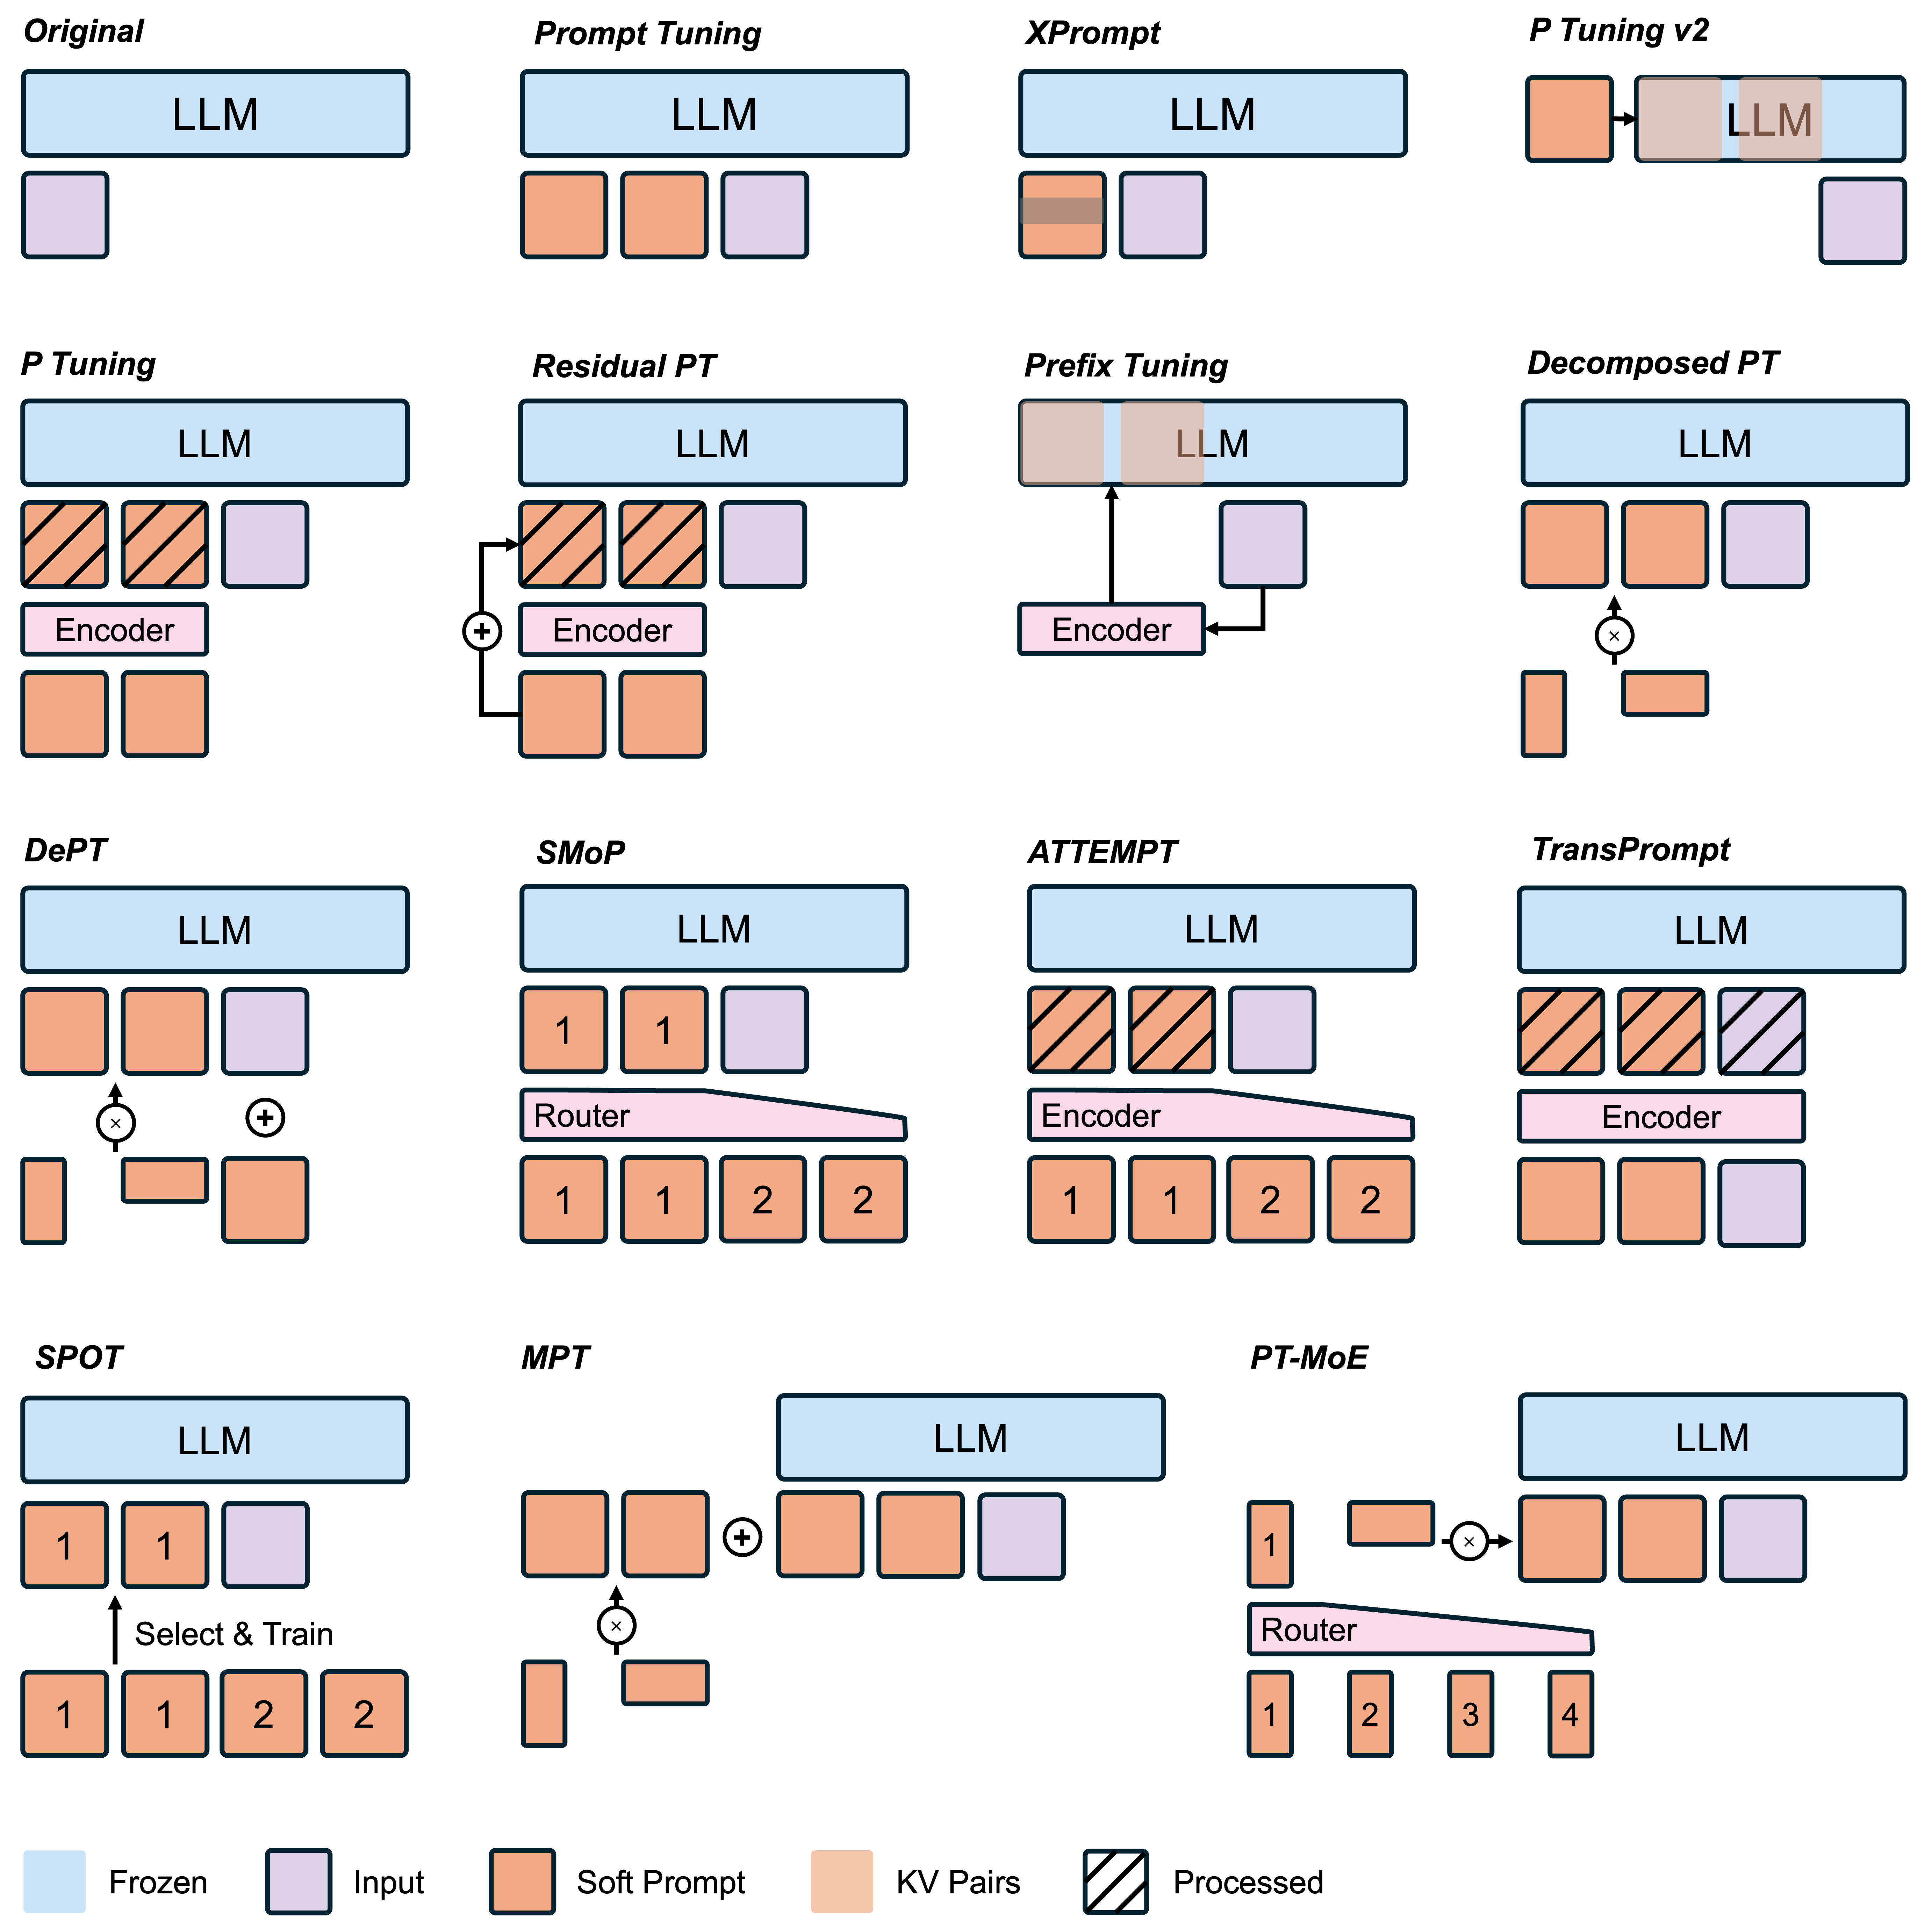 Original
LLM
Prompt Tuning
LLM
XPrompt
LLM
P Tuning v2
LLM
P Tuning
LLM
Encoder
Residual PT
LLM
+
Encoder
Prefix Tuning
LLM
Encoder
Decomposed PT
LLM
×
DePT
LLM
×
+
SMoP
LLM
1 1
Router
1 1 2 2
ATTEMPT
LLM
Encoder
1 1 2 2
TransPrompt
LLM
Encoder
SPOT
LLM
1 1
Select & Train
1 1 2 2
MPT
LLM
+
×
PT-MoE
LLM
1
×
Router
1 2 3 4
Frozen
Input
Soft Prompt
KV Pairs
Processed